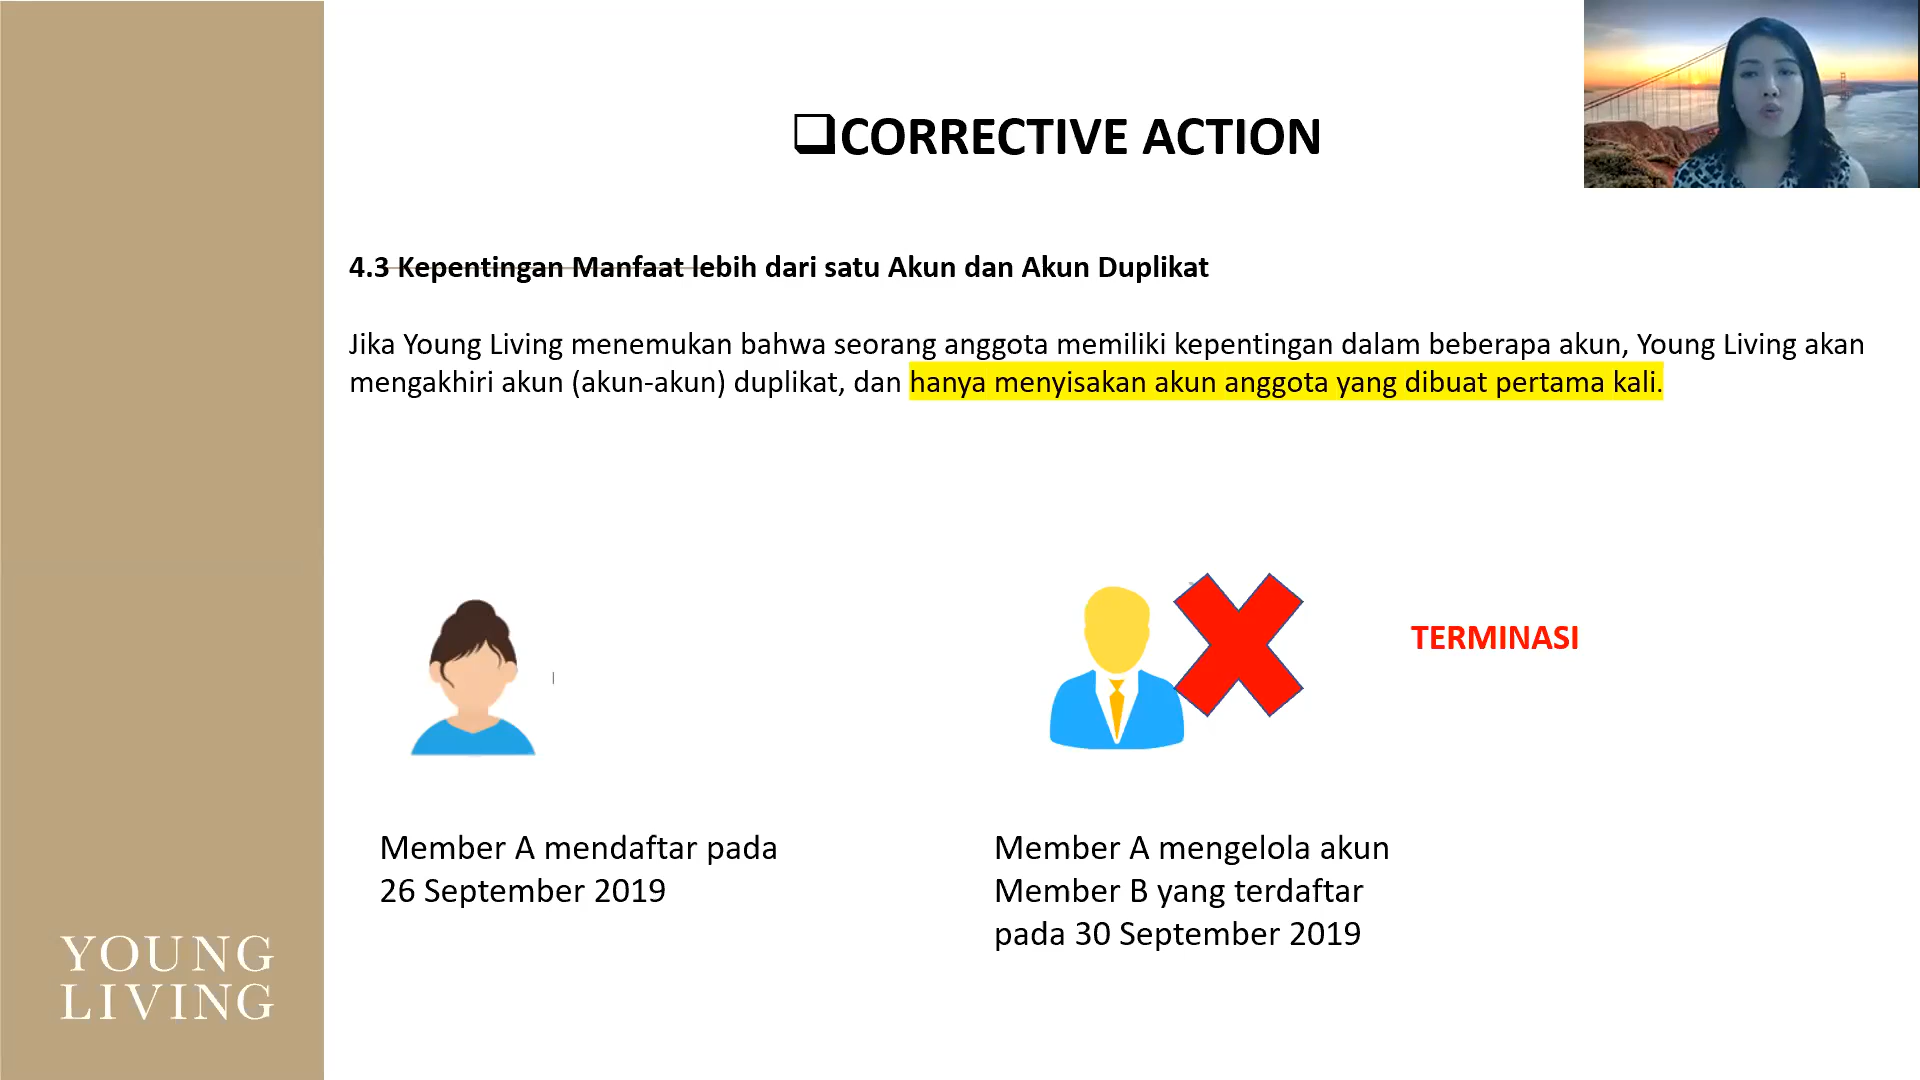 ❑CORRECTIVE ACTION
4.3 Kepentingan Manfaat lebih dari satu Akun dan Akun Duplikat
Jika Young Living menemukan bahwa seorang anggota memiliki kepentingan dalam beberapa akun, Young Living akan
mengakhiri akun (akun-akun) duplikat, dan hanya menyisakan akun anggota yang dibuat pertama kali.
TERMINASI
Member A mendaftar pada
26 September 2019
Member A mengelola akun
Member B yang terdaftar
pada 30 September 2019
YOUNG
LIVING